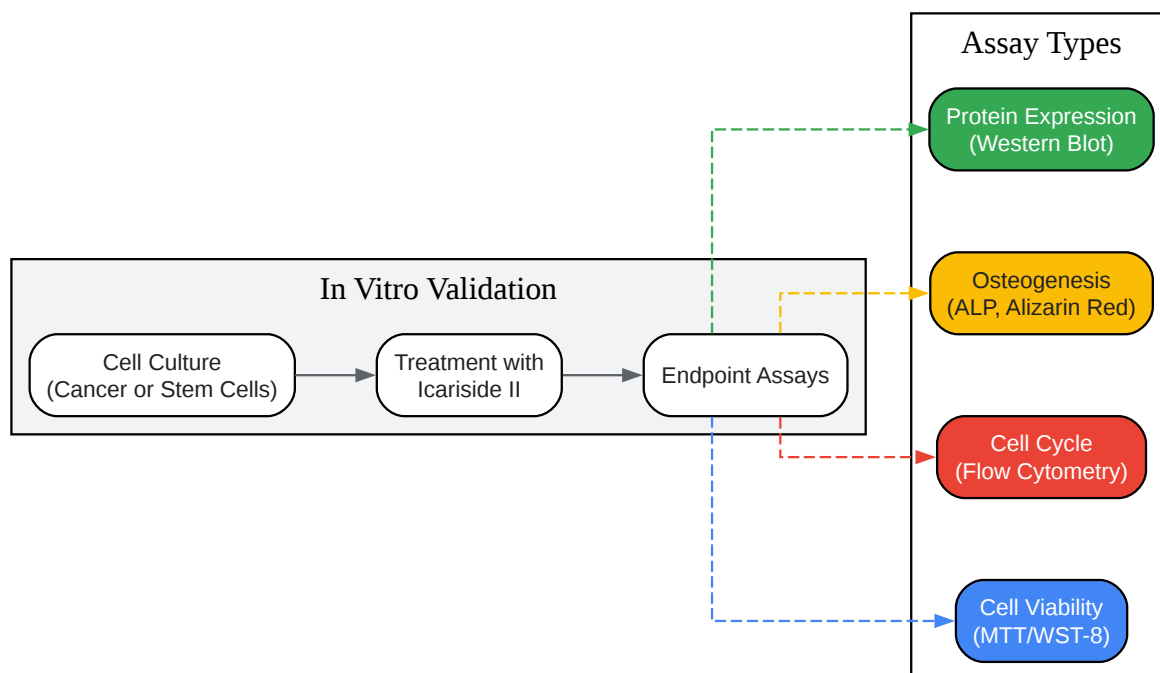 In Vitro Validation
Cell Culture
(Cancer or Stem Cells)
Treatment with
Icariside II
Endpoint Assays
Assay Types
Protein Expression
(Western Blot)
Osteogenesis
(ALP, Alizarin Red)
Cell Cycle
(Flow Cytometry)
Cell Viability
(MTT/WST-8)